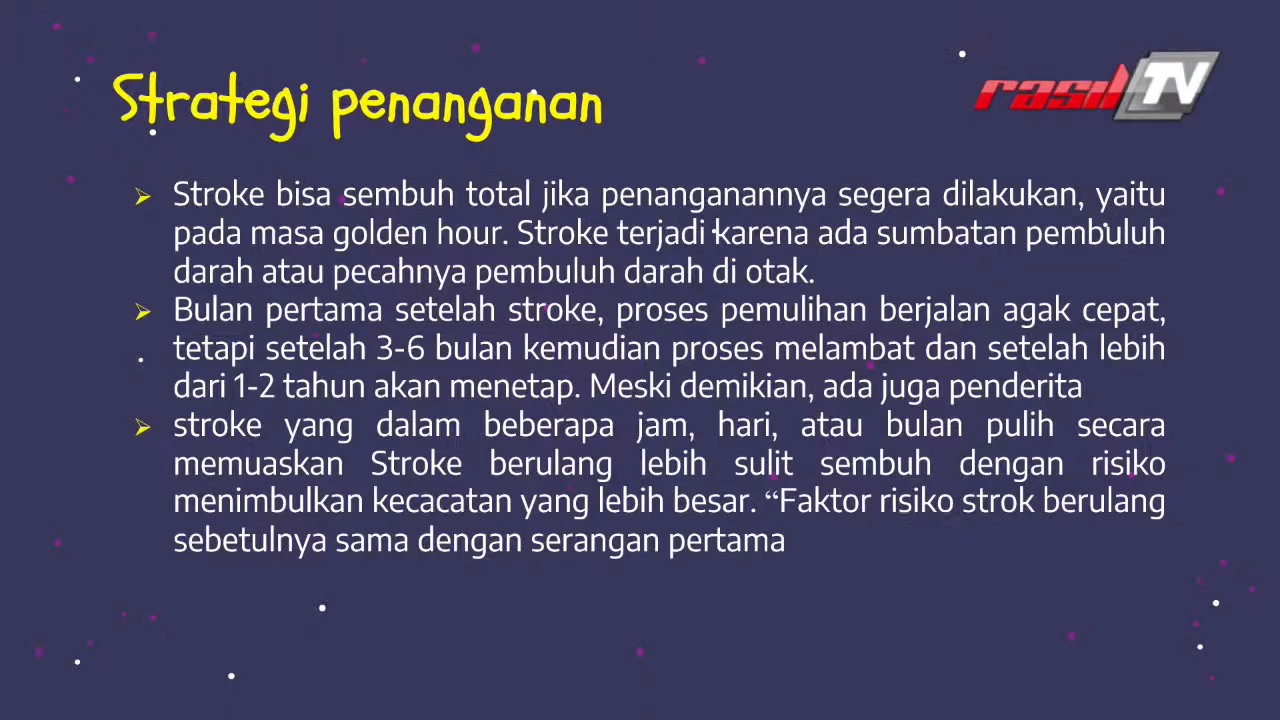 Strategi penanganan
rasil TV
➢ Stroke bisa sembuh total jika penanganannya segera dilakukan, yaitu
pada masa golden hour. Stroke terjadi karena ada sumbatan pembuluh
darah atau pecahnya pembuluh darah di otak.
➢ Bulan pertama setelah stroke, proses pemulihan berjalan agak cepat,
tetapi setelah 3-6 bulan kemudian proses melambat dan setelah lebih
dari 1-2 tahun akan menetap. Meski demikian, ada juga penderita
➢ stroke yang dalam beberapa jam, hari, atau bulan pulih secara
memuaskan Stroke berulang lebih sulit sembuh dengan risiko
menimbulkan kecacatan yang lebih besar. “Faktor risiko strok berulang
sebetulnya sama dengan serangan pertama